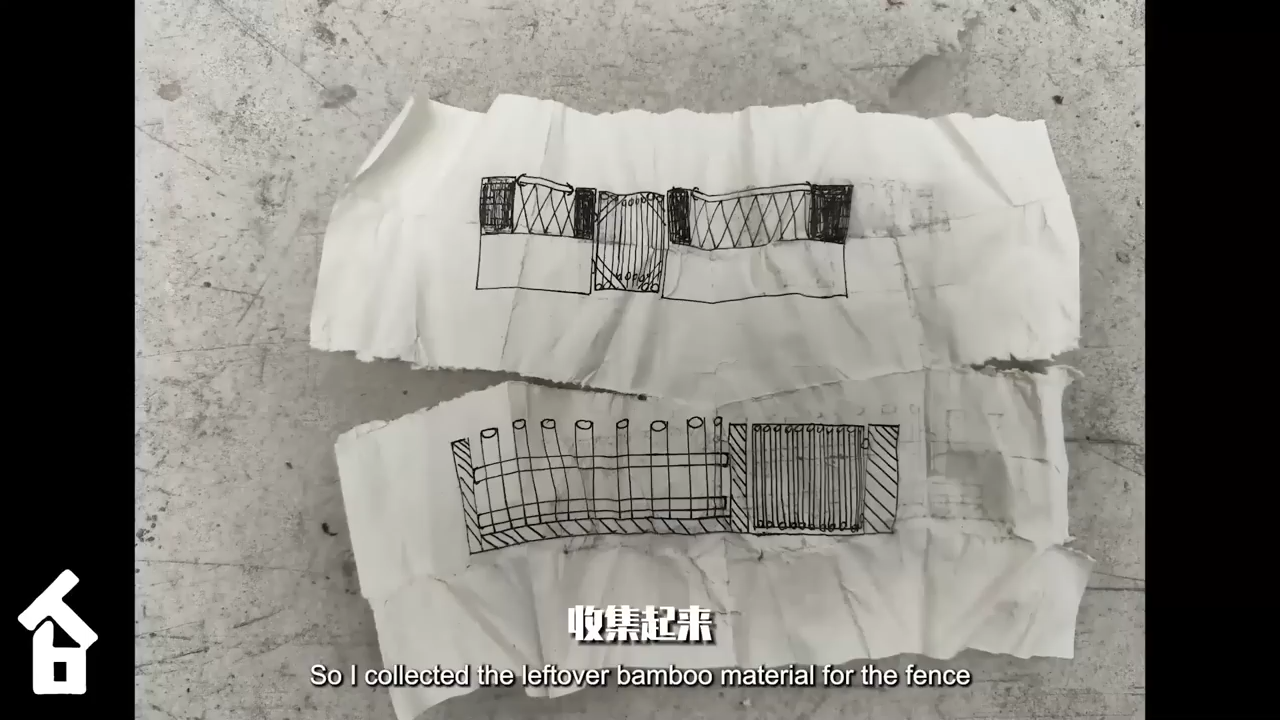 收集起来
So I collected the leftover bamboo material for the fence